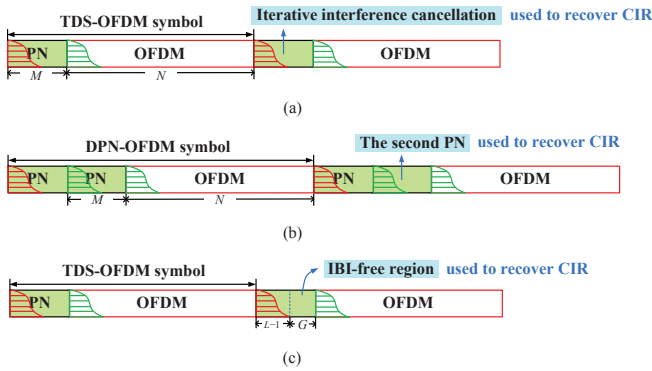 TDS-OFDM symbol
Iterative interference cancellation used to recover CIR
PN OFDM OFDM
M N
(a)
DPN-OFDM symbol
The second PN used to recover CIR
PN PN OFDM PN OFDM
M N
(b)
TDS-OFDM symbol
IBI-free region used to recover CIR
PN OFDM OFDM
L-1 G
(c)